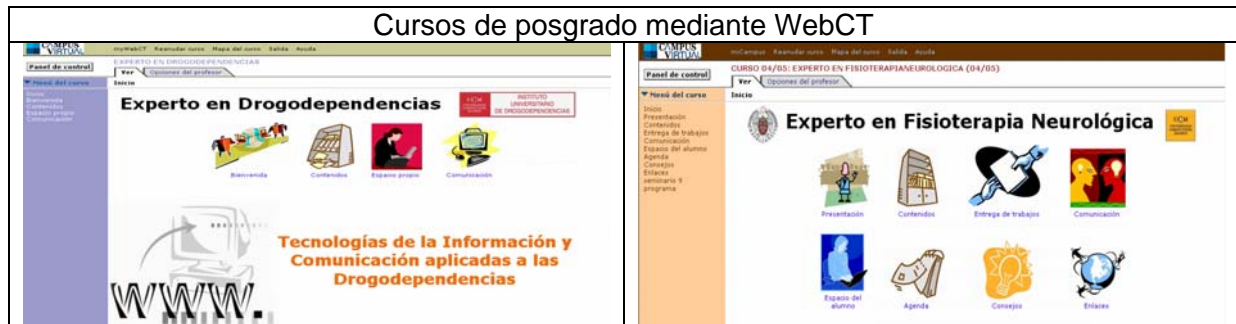 Cursos de posgrado mediante WebCT
CAMPUS
VIRTUAL
myWebCT Reanudar curso Mapa del curso Salida Ayuda
Panel de control
EXPERTO EN DROGODEPENDENCIAS
Ver Opciones del profesor
Menú del curso
Inicio
Inicio
Bienvenida
Contenidos
Espacio propio
Comunicación
Experto en Drogodependencias
INSTITUTO
UNIVERSITARIO
DE DROGODEPENDENCIAS
Bienvenida
Contenidos
Espacio propio
Comunicación
Tecnologías de la Información y
Comunicación aplicadas a las
Drogodependencias
WWW.
CAMPUS
VIRTUAL
miCampus Reanudar curso Mapa del curso Salida Ayuda
Panel de control
CURSO 04/05: EXPERTO EN FISIOTERAPIANEUROLOGICA (04/05)
Ver Opciones del profesor
Menú del curso
Inicio
Inicio
Presentación
Contenidos
Entrega de trabajos
Comunicación
Espacio del alumno
Agenda
Consejos
Enlaces
seminario 9
programa
Experto en Fisioterapia Neurológica
Presentación
Contenidos
Entrega de trabajos
Comunicación
Espacio del
alumno
Agenda
Consejos
Enlaces